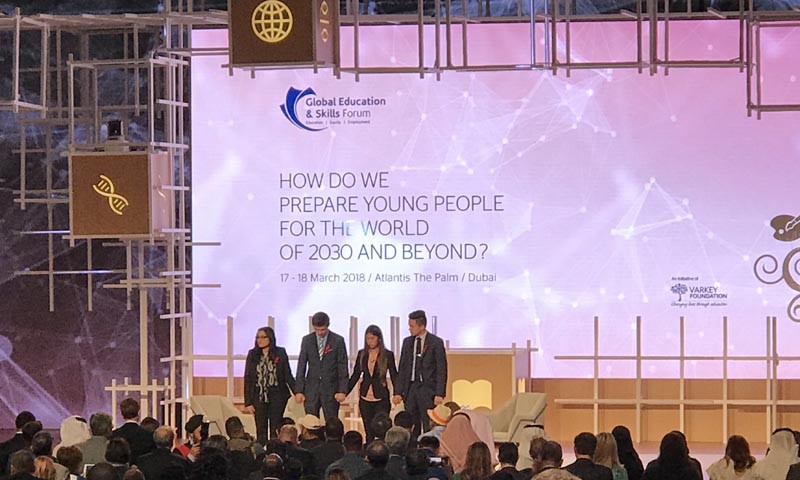 Global Education
& Skills Forum
Education | Equity | Employment
HOW DO WE
PREPARE YOUNG PEOPLE
FOR THE WORLD
OF 2030 AND BEYOND?
17 - 18 March 2018 / Atlantis The Palm / Dubai
An initiative of
VARKEY
FOUNDATION
Changing lives through education